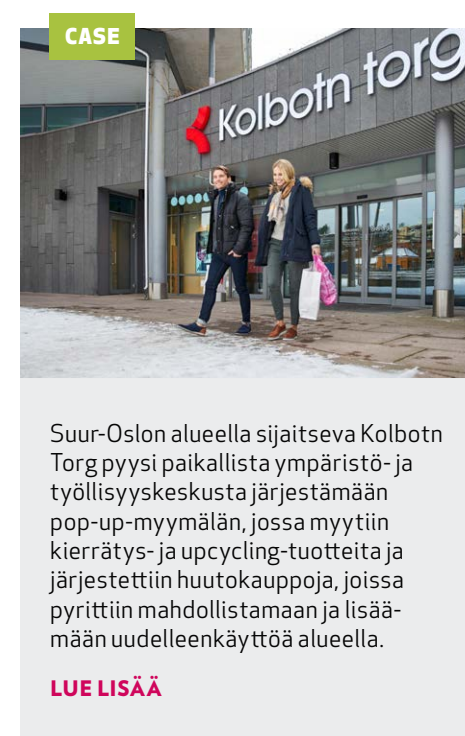 CASE
Kolbotn torg
Suur-Oslon alueella sijaitseva Kolbotn
Torg pyysi paikallista ympäristö- ja
työllisyyskeskusta järjestämään
pop-up-myymälän, jossa myytiin
kierrätys- ja upcycling-tuotteita ja
järjestettiin huutokauppoja, joissa
pyrittiin mahdollistamaan ja lisää-
mään uudelleenkäyttöä alueella.
LUE LISÄÄ